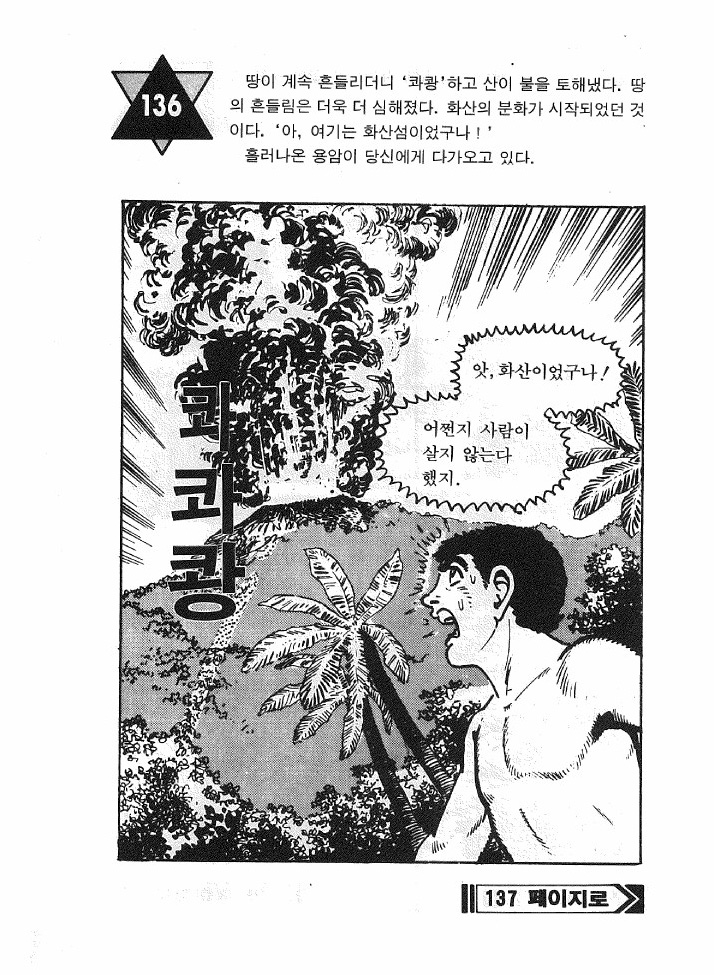 136
땅이 계속 흔들리더니 ‘콰쾅’하고 산이 불을 토해냈다. 땅
의 흔들림은 더욱 더 심해졌다. 화산의 분화가 시작되었던 것
이다. ‘아, 여기는 화산섬이었구나 ! ’
흘러나온 용암이 당신에게 다가오고 있다.
앗, 화산이었구나!
어쩐지 사람이
살지 않는다
했지.
콰
콰
쾅
137 페이지로